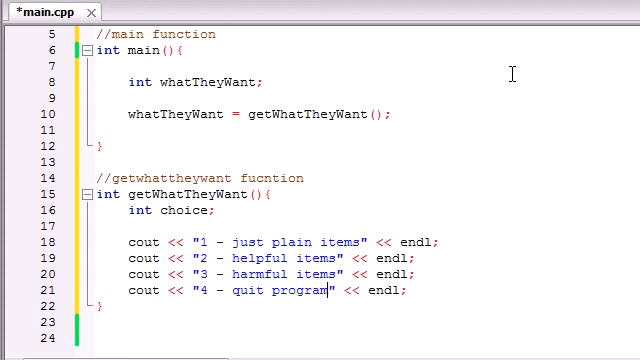 *main.cpp
5 //main function
6 int main(){
7
8 int whatTheyWant;
9
10 whatTheyWant = getWhatTheyWant();
11
12 }
13
14 //getwhattheywant fucntion
15 int getWhatTheyWant(){
16 int choice;
17
18 cout << "1 - just plain items" << endl;
19 cout << "2 - helpful items" << endl;
20 cout << "3 - harmful items" << endl;
21 cout << "4 - quit program" << endl;
22 }
23
24